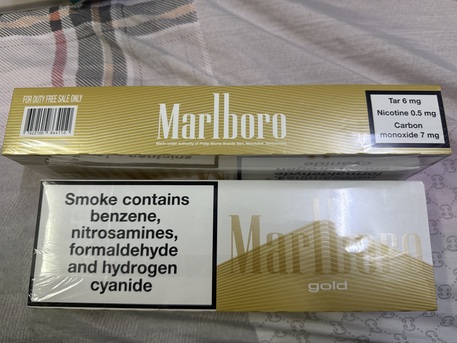 FOR DUTY FREE SALE ONLY
Marlboro
Tar 6 mg
Nicotine 0.5 mg
Carbon
monoxide 7 mg
Smoke contains
benzene,
nitrosamines,
formaldehyde
and hydrogen
cyanide
Marlboro
gold